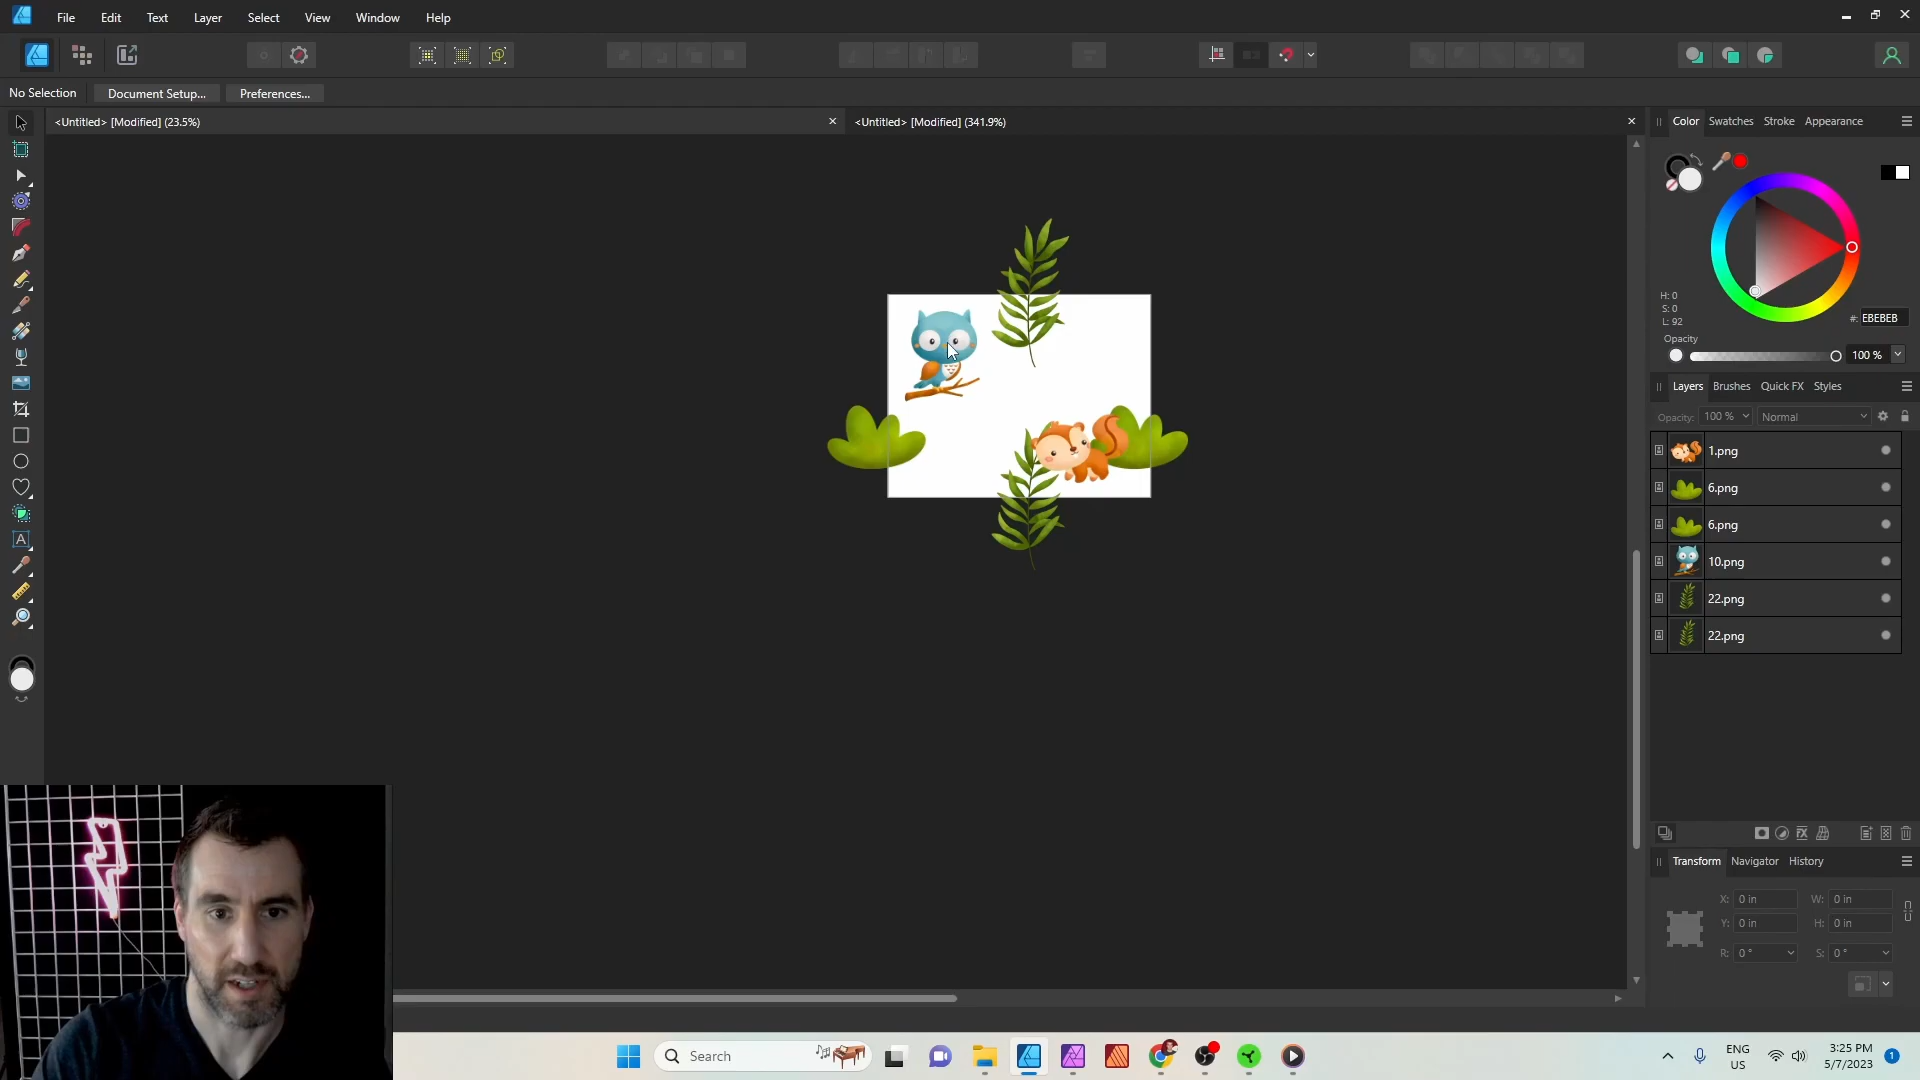 File Edit Text Layer Select View Window Help
No Selection Document Setup... Preferences...
<Untitled> [Modified] (23.5%)
<Untitled> [Modified] (341.9%)
Color Swatches Stroke Appearance
H: 0
S: 0
L: 92
#: EBEBEB
Opacity
100 %
Layers Brushes Quick FX Styles
Opacity: 100 % Normal
1.png
6.png
6.png
10.png
22.png
22.png
Transform Navigator History
X: 0 in W: 0 in
Y: 0 in H: 0 in
R: 0 ° S: 0 °
A
Search
ENG
US
3:25 PM
5/7/2023
1